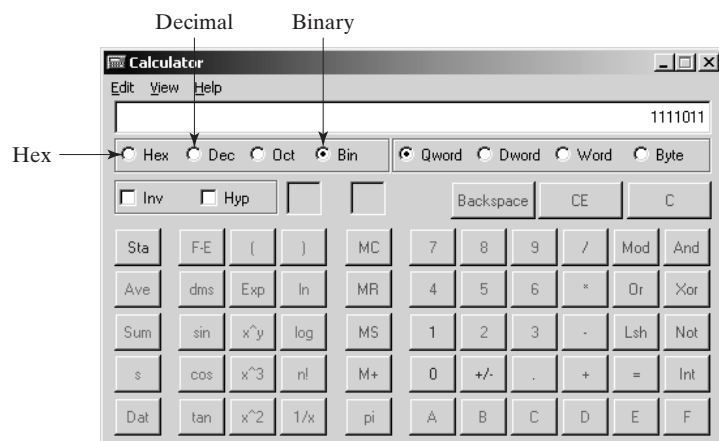 Decimal Binary
Calculator
Edit View Help
1111011
Hex Hex Dec Oct Bin Qword Dword Word Byte
Inv Hyp Backspace CE C
Sta F-E ( ) MC 7 8 9 / Mod And
Ave dms Exp ln MR 4 5 6 * Or Xor
Sum sin x^y log MS 1 2 3 - Lsh Not
s cos x^3 n! M+ 0 +/- . + = Int
Dat tan x^2 1/x pi A B C D E F